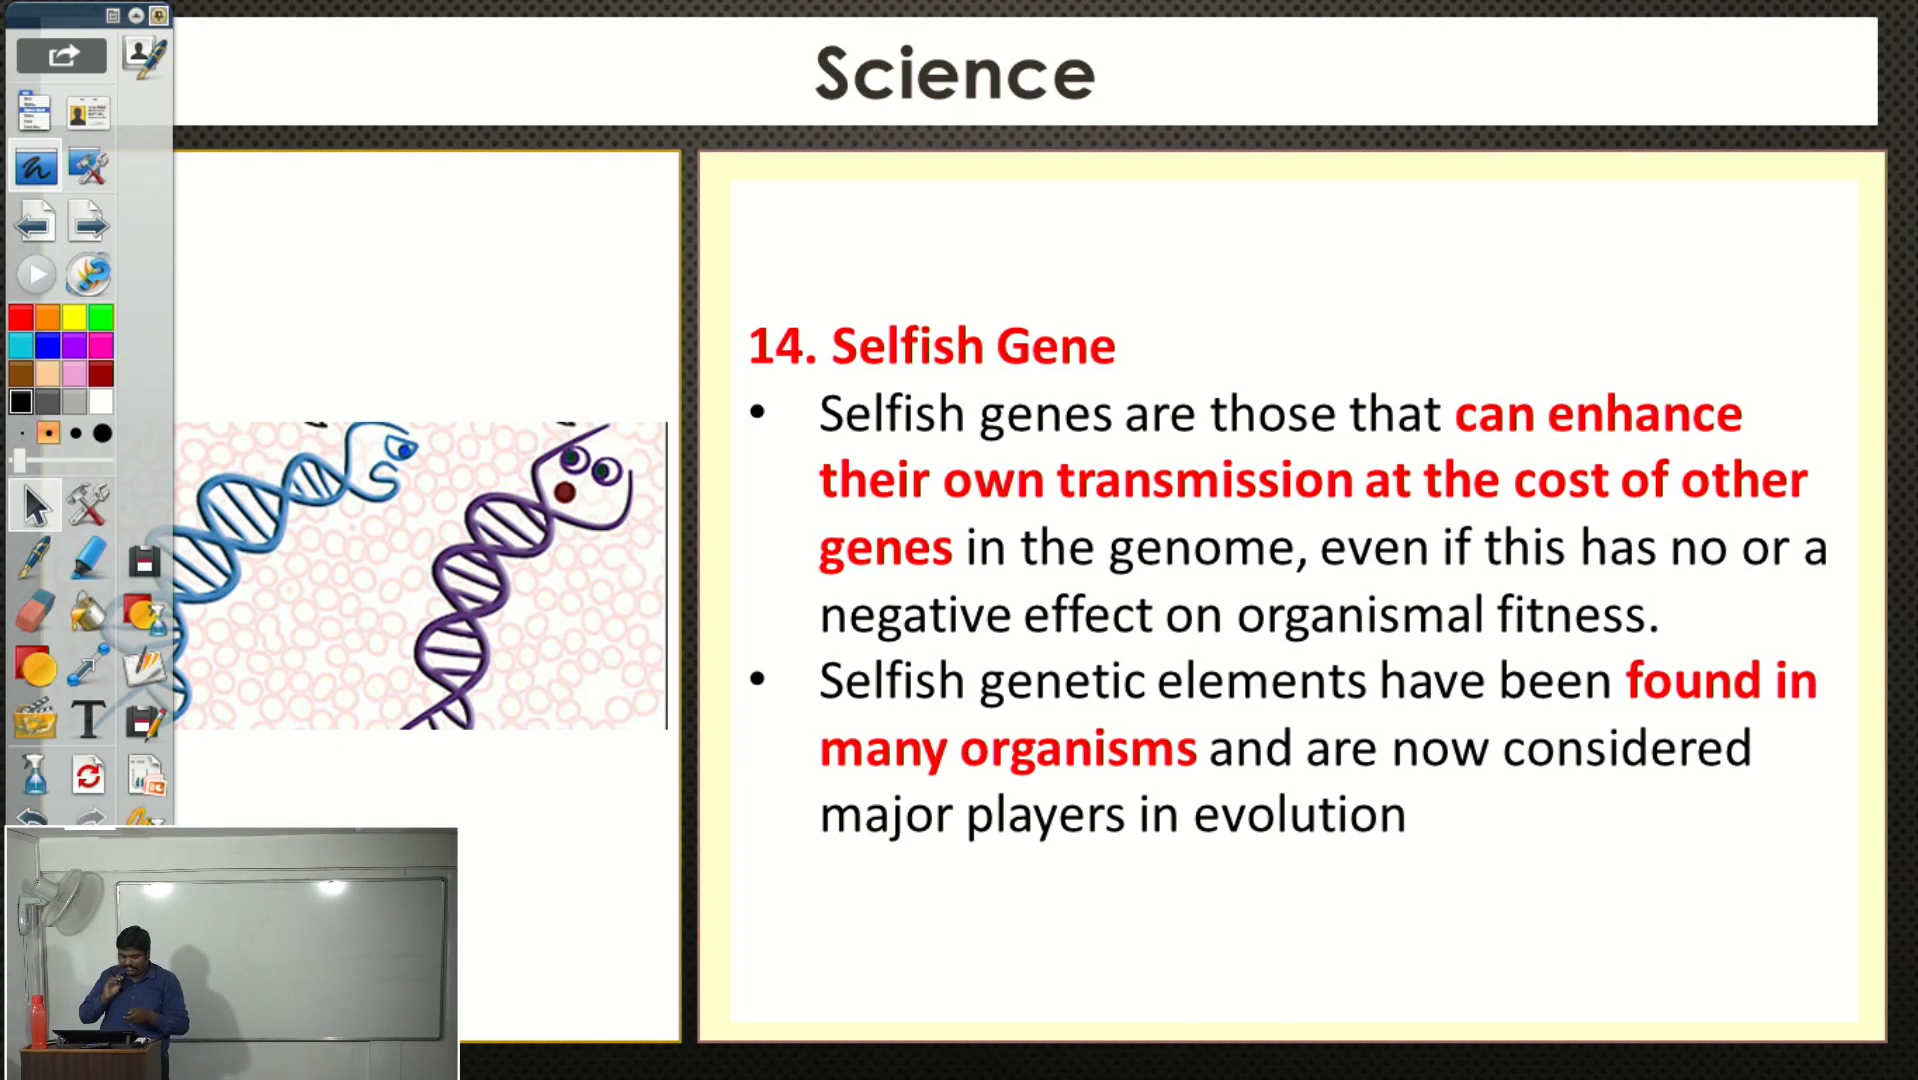 Science
14. Selfish Gene
• Selfish genes are those that can enhance
their own transmission at the cost of other
genes in the genome, even if this has no or a
negative effect on organismal fitness.
• Selfish genetic elements have been found in
many organisms and are now considered
major players in evolution